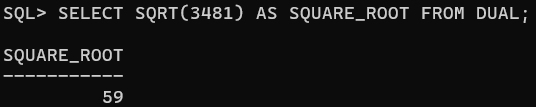 SQL> SELECT SQRT(3481) AS SQUARE_ROOT FROM DUAL;
SQUARE_ROOT
-----------
59